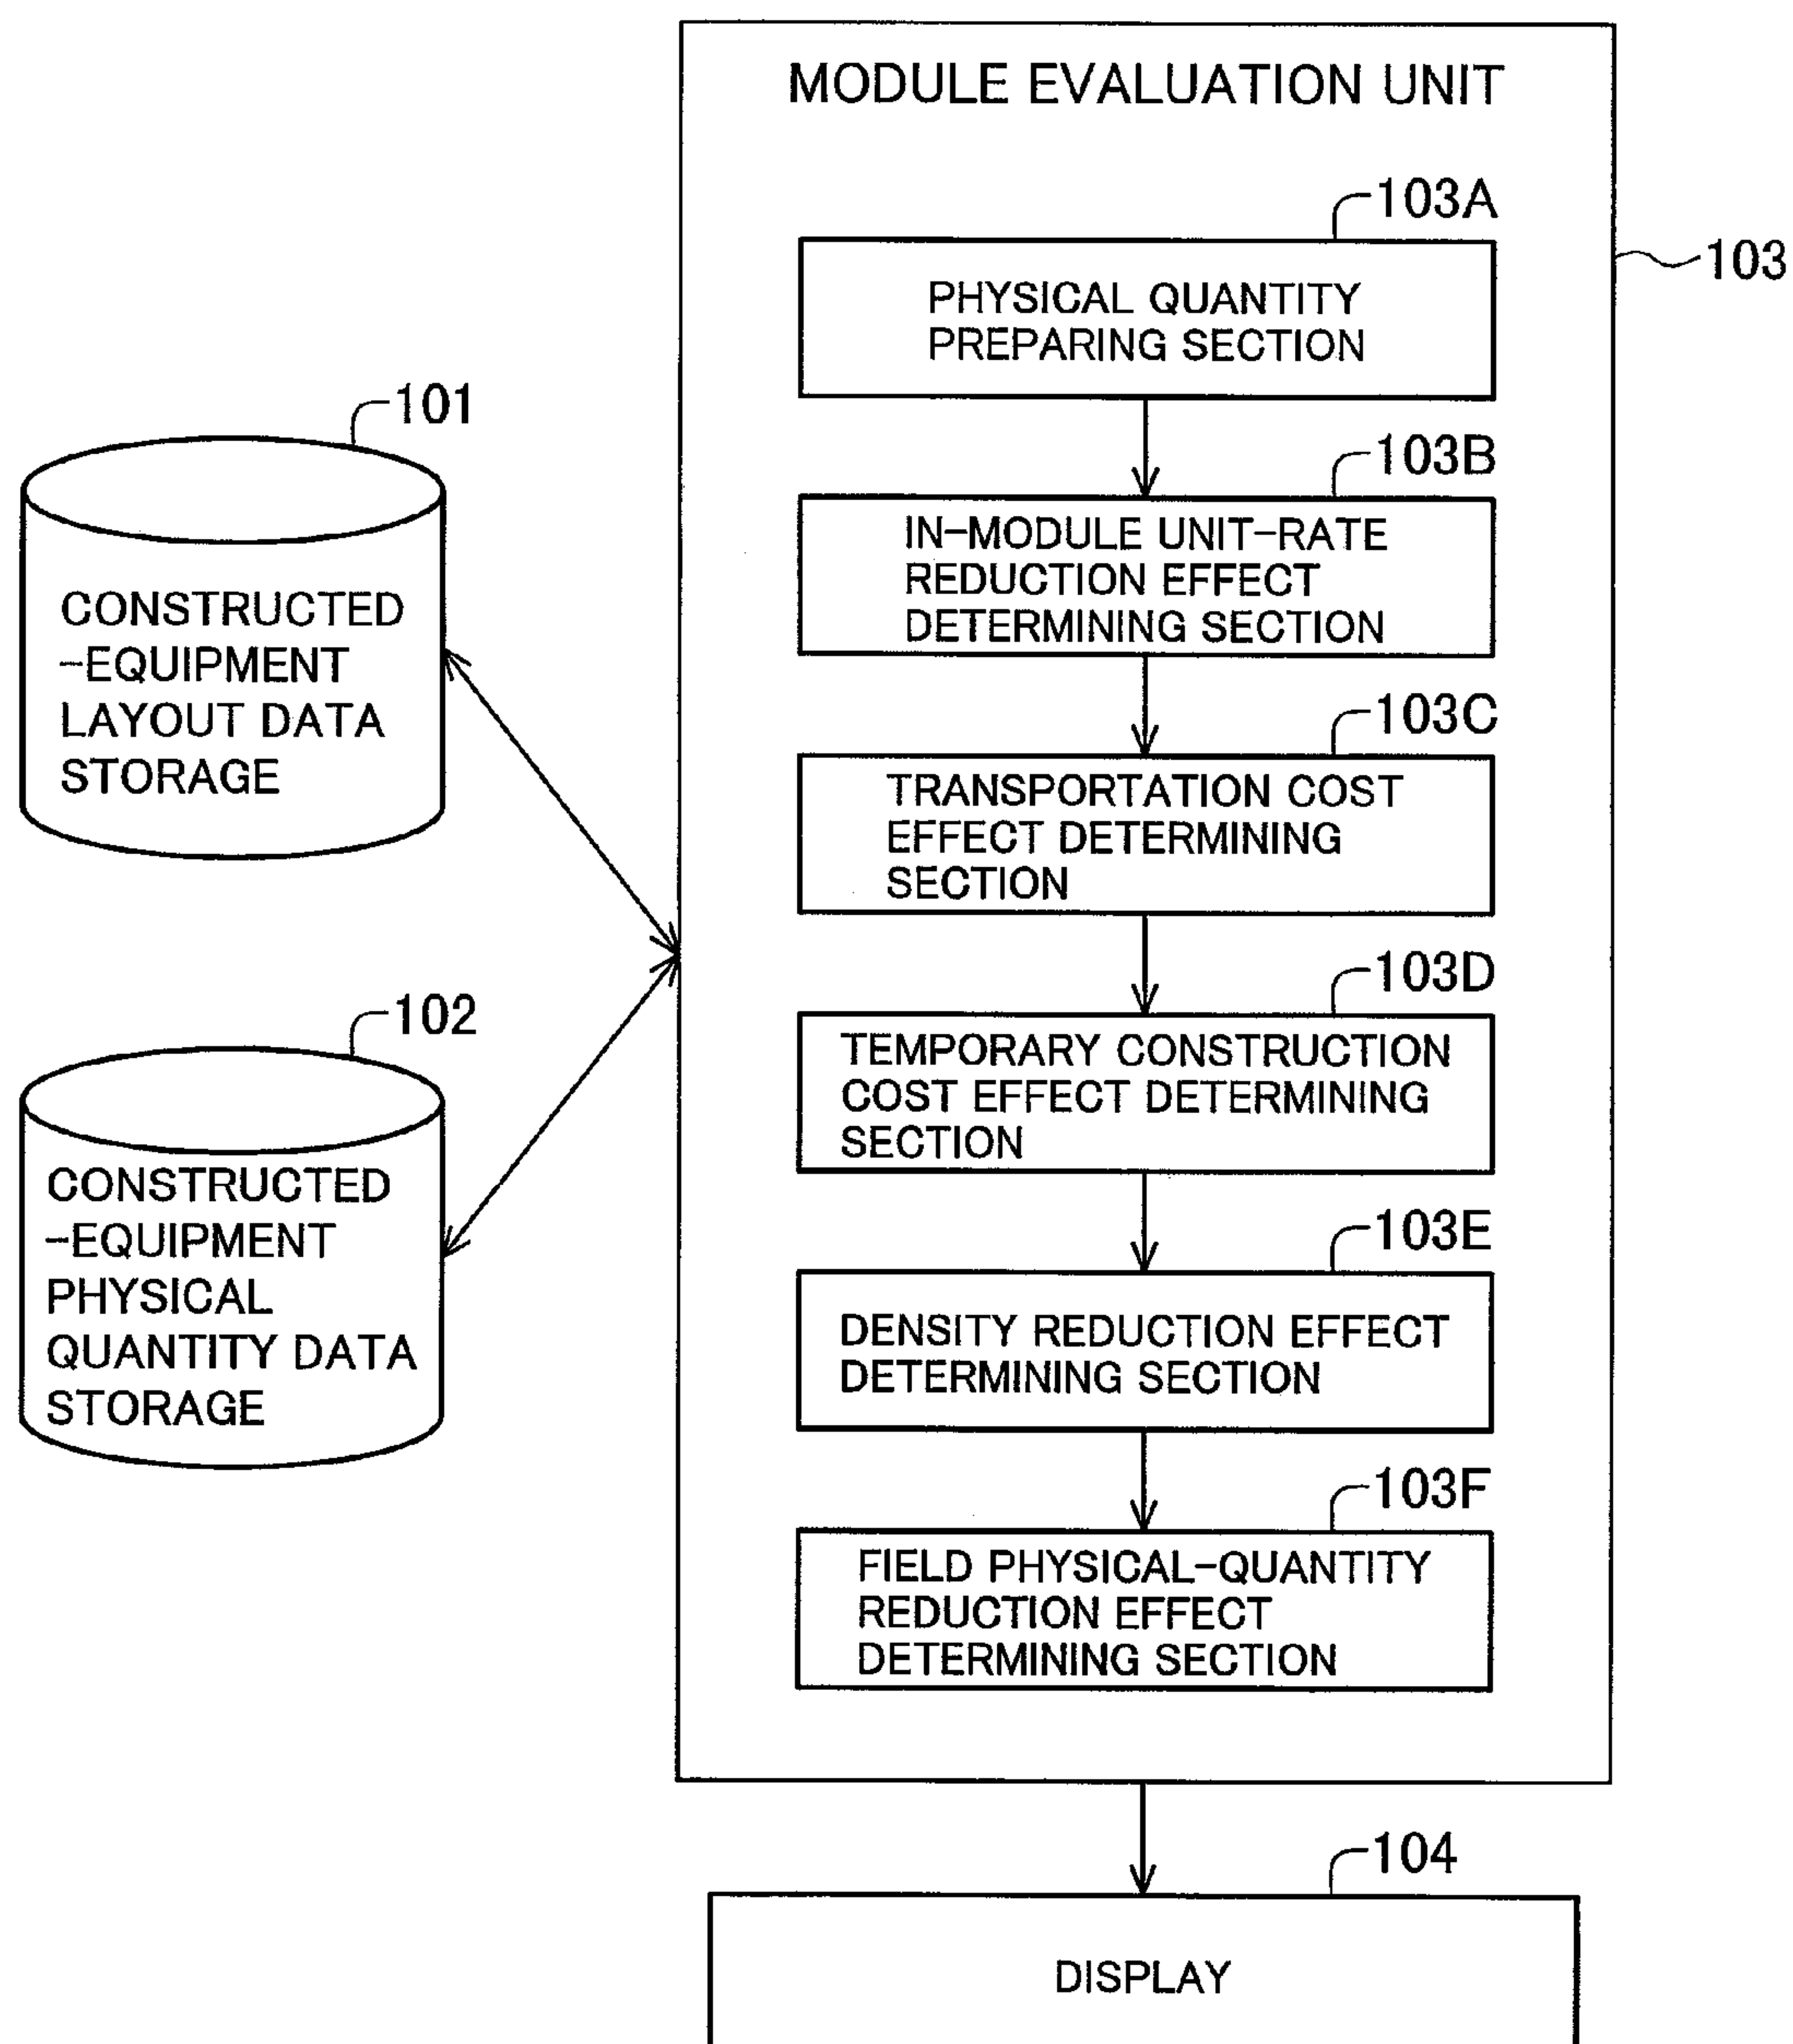 MODULE EVALUATION UNIT
103A
103
PHYSICAL QUANTITY
PREPARING SECTION
101
CONSTRUCTED
-EQUIPMENT
LAYOUT DATA
STORAGE
103B
IN-MODULE UNIT-RATE
REDUCTION EFFECT
DETERMINING SECTION
103C
TRANSPORTATION COST
EFFECT DETERMINING
SECTION
102
CONSTRUCTED
-EQUIPMENT
PHYSICAL
QUANTITY DATA
STORAGE
103D
TEMPORARY CONSTRUCTION
COST EFFECT DETERMINING
SECTION
103E
DENSITY REDUCTION EFFECT
DETERMINING SECTION
103F
FIELD PHYSICAL-QUANTITY
REDUCTION EFFECT
DETERMINING SECTION
104
DISPLAY